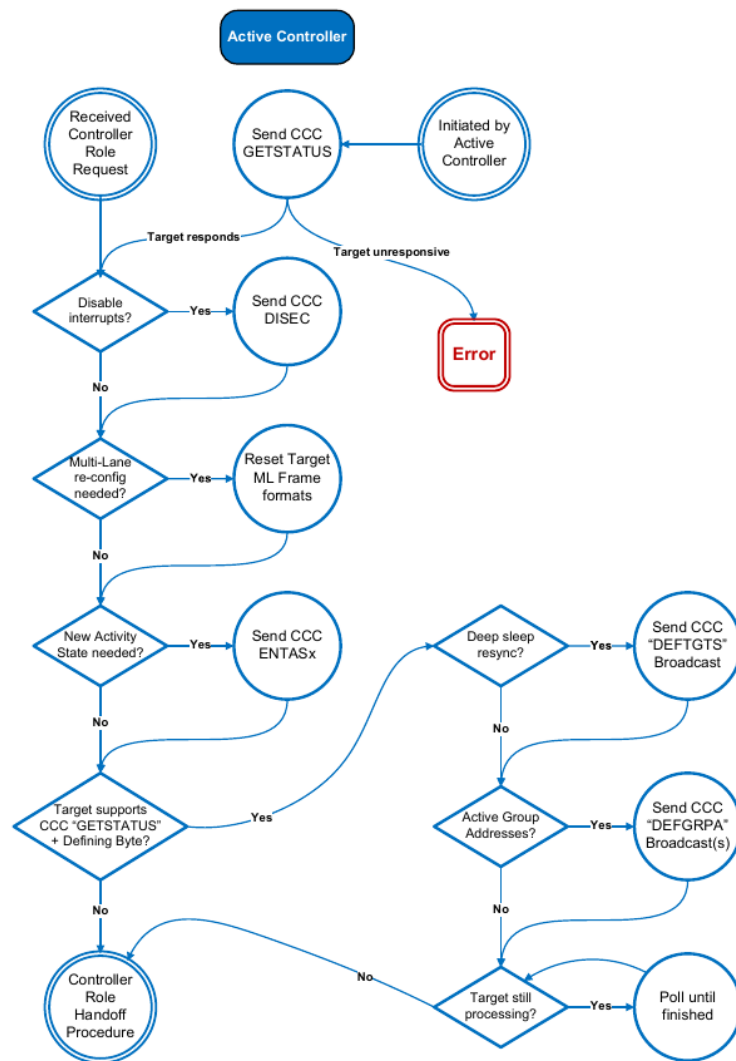 Active Controller
Received
Controller
Role
Request
Send CCC
GETSTATUS
Initiated by
Active
Controller
Target responds
Target unresponsive
Disable
interrupts?
Yes
Send CCC
DISEC
Error
No
Multi-Lane
re-config
needed?
Yes
Reset Target
ML Frame
formats
No
New Activity
State needed?
Yes
Send CCC
ENTASx
Deep sleep
resync?
Yes
Send CCC
“DEFTGTS”
Broadcast
No
No
Target supports
CCC “GETSTATUS”
+ Defining Byte?
Yes
Active Group
Addresses?
Yes
Send CCC
“DEFGRPA”
Broadcast(s)
No
No
Controller
Role
Handoff
Procedure
No
Target still
processing?
Yes
Poll until
finished